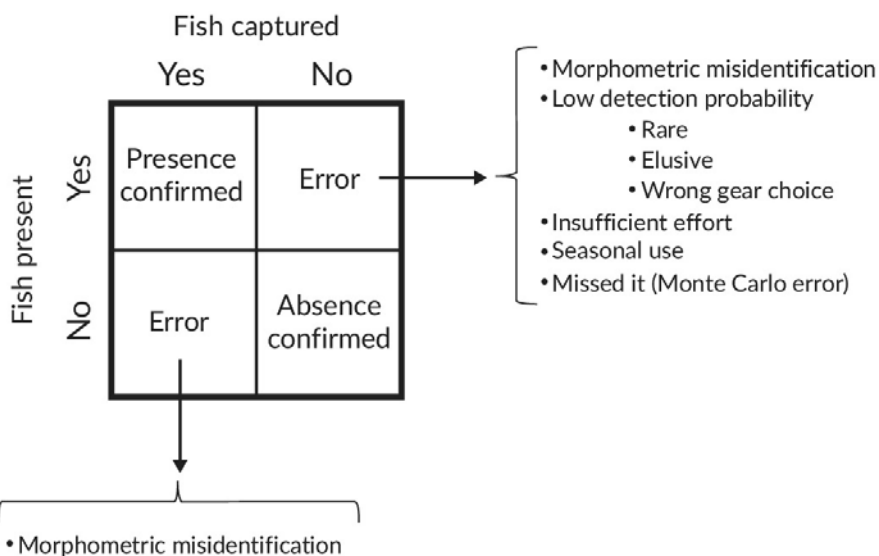 Fish captured
Yes
No
Fish present
Yes
No
Presence
confirmed
Error
Error
Absence
confirmed
• Morphometric misidentification
• Low detection probability
• Rare
• Elusive
• Wrong gear choice
• Insufficient effort
• Seasonal use
• Missed it (Monte Carlo error)
• Morphometric misidentification